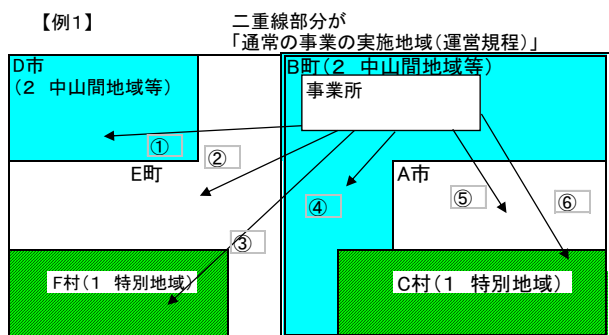 【例1】
二重線部分が
「通常の事業の実施地域(運営規程)」
D市
(2 中山間地域等)
B町(2 中山間地域等)
事業所
①
②
E町
A市
③
④
⑤
⑥
F村(1 特別地域)
C村(1 特別地域)